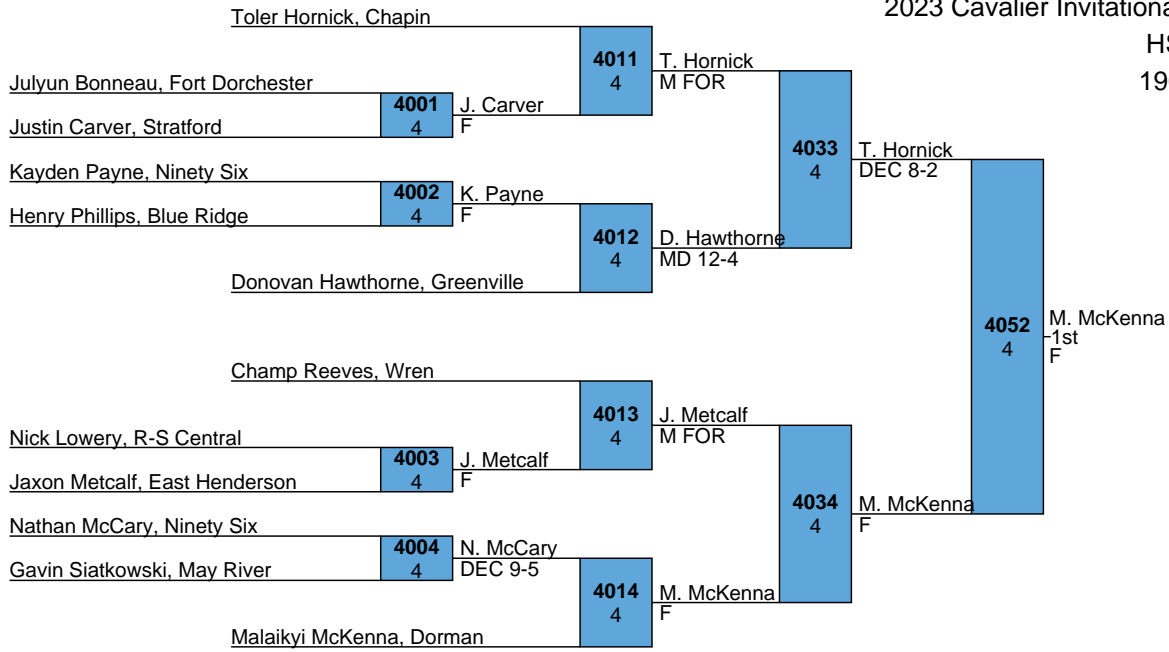 Toler Hornick, Chapin
2023 Cavalier Invitational
HS
4011
4
T. Hornick
M FOR
Julyun Bonneau, Fort Dorchester
4001
4
J. Carver
F
Justin Carver, Stratford
4033
4
T. Hornick
DEC 8-2
Kayden Payne, Ninety Six
4002
4
K. Payne
F
Henry Phillips, Blue Ridge
4012
4
D. Hawthorne
MD 12-4
Donovan Hawthorne, Greenville
4052
4
M. McKenna
1st
F
Champ Reeves, Wren
4013
4
J. Metcalf
M FOR
Nick Lowery, R-S Central
4003
4
J. Metcalf
F
Jaxon Metcalf, East Henderson
4034
4
M. McKenna
F
Nathan McCary, Ninety Six
4004
4
N. McCary
DEC 9-5
Gavin Siatkowski, May River
4014
4
M. McKenna
F
Malaikyi McKenna, Dorman